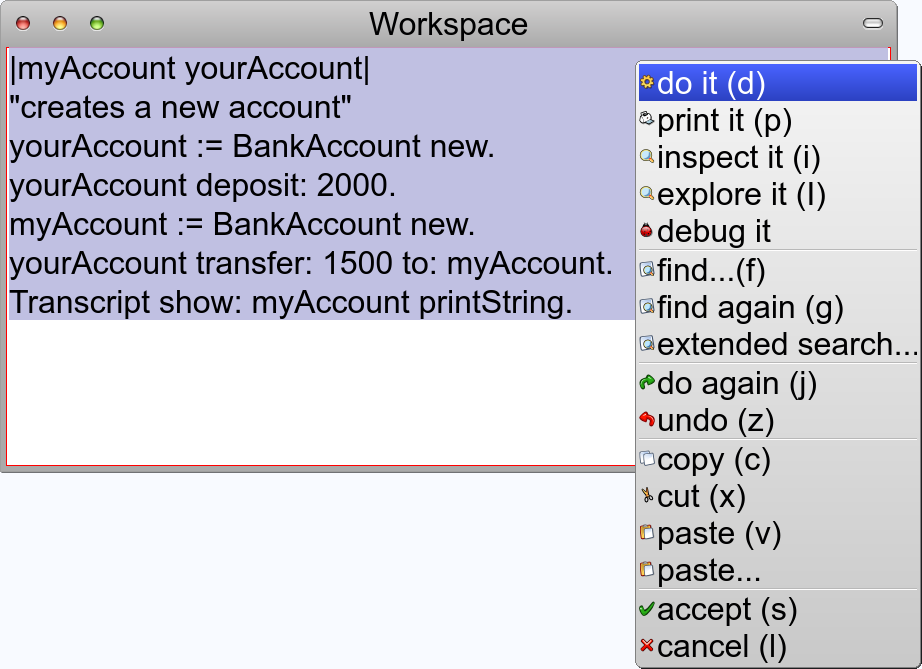 Workspace
|myAccount yourAccount|
"creates a new account"
yourAccount := BankAccount new.
yourAccount deposit: 2000.
myAccount := BankAccount new.
yourAccount transfer: 1500 to: myAccount.
Transcript show: myAccount printString.
do it (d)
print it (p)
inspect it (i)
explore it (I)
debug it
find...(f)
find again (g)
extended search...
do again (j)
undo (z)
copy (c)
cut (x)
paste (v)
paste...
accept (s)
cancel (l)